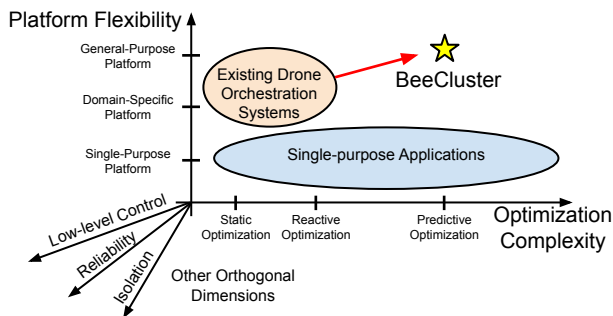 Platform Flexibility
General-Purpose
Platform
Existing Drone
Orchestration
Systems
BeeCluster
Domain-Specific
Platform
Single-Purpose
Platform
Single-purpose Applications
Low-level Control
Reliability
Isolation
Static
Optimization
Reactive
Optimization
Predictive
Optimization
Optimization
Complexity
Other Orthogonal
Dimensions